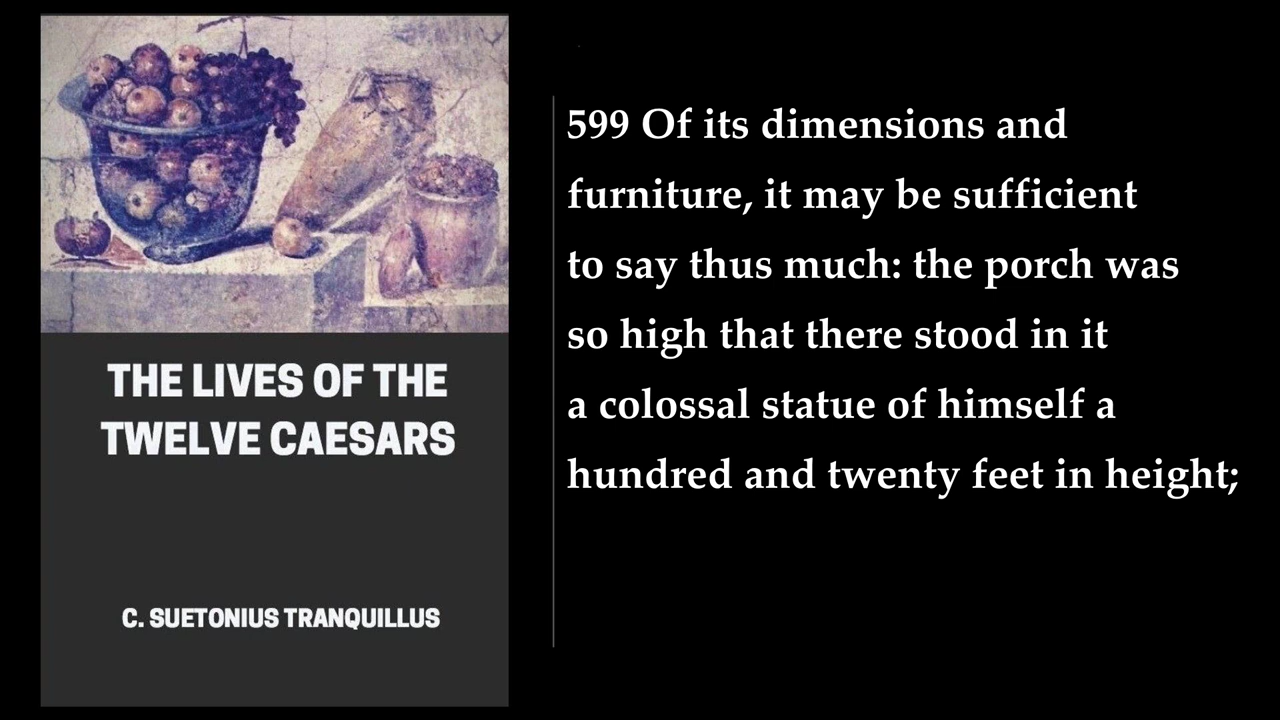 THE LIVES OF THE
TWELVE CAESARS
C. SUETONIUS TRANQUILLUS
599 Of its dimensions and
furniture, it may be sufficient
to say thus much: the porch was
so high that there stood in it
a colossal statue of himself a
hundred and twenty feet in height;